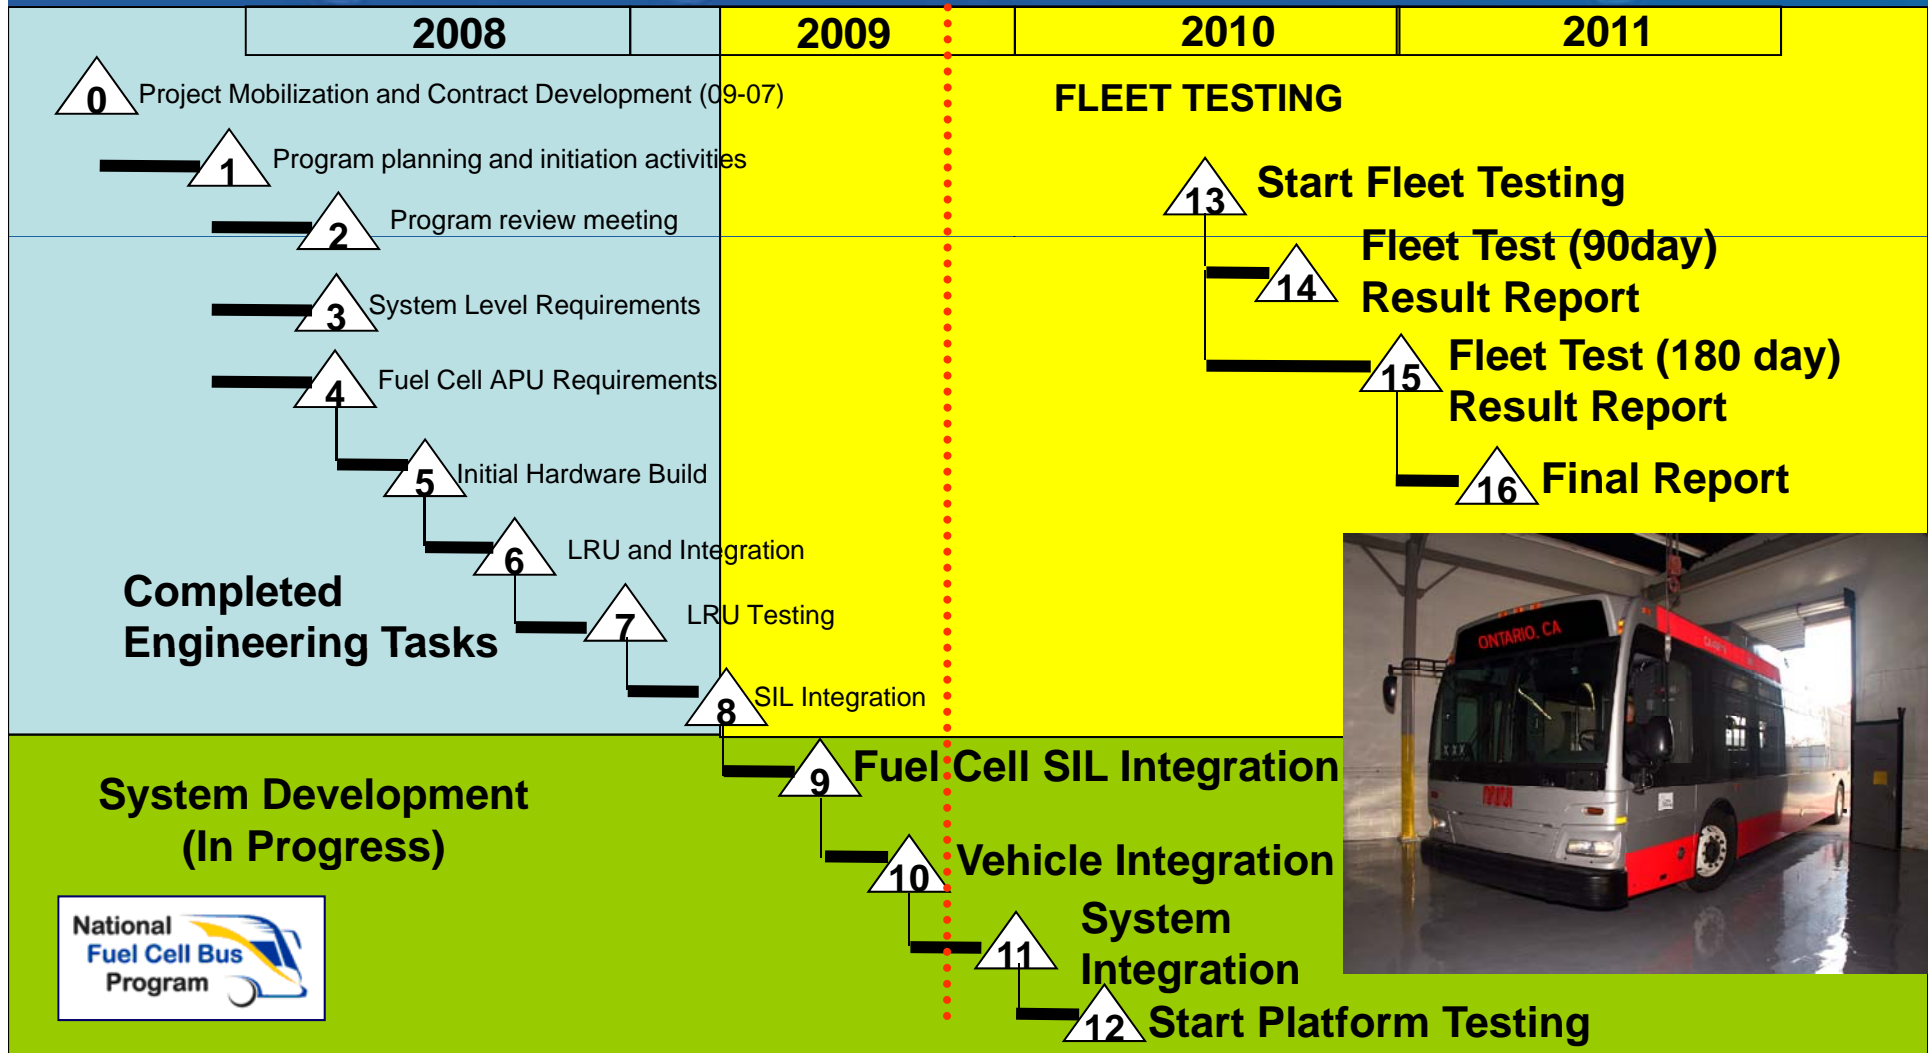 2008
2009
2010
2011
0
Project Mobilization and Contract Development (09-07)
FLEET TESTING
1
Program planning and initiation activities
13
Start Fleet Testing
2
Program review meeting
14
Fleet Test (90day)
Result Report
3
System Level Requirements
15
Fleet Test (180 day)
Result Report
4
Fuel Cell APU Requirements
5
Initial Hardware Build
16
Final Report
6
LRU and Integration
Completed
Engineering Tasks
7
LRU Testing
ONTARIO. CA
8
SIL Integration
9
Fuel Cell SIL Integration
System Development
(In Progress)
10
Vehicle Integration
11
System
Integration
12
Start Platform Testing
National
Fuel Cell Bus
Program